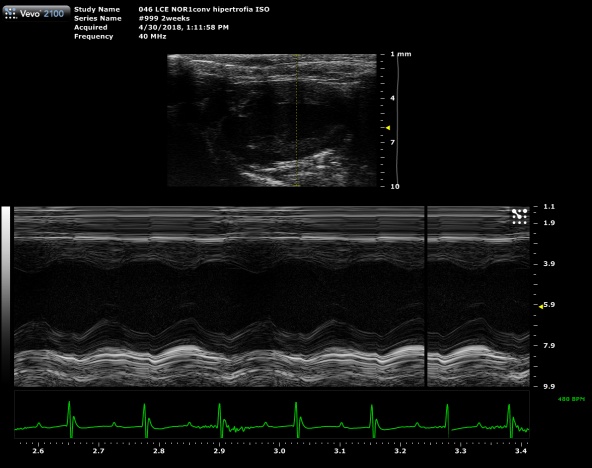 Vevo 2100
Study Name 046 LCE NOR1conv hipertrofia ISO
Series Name #999 2weeks
Acquired 4/30/2018, 1:11:58 PM
Frequency 40 MHz
1 mm
4
7
10
1.1
1.9
3.9
5.9
7.9
9.9
480 BPM
2.6 2.7 2.8 2.9 3.0 3.1 3.2 3.3 3.4